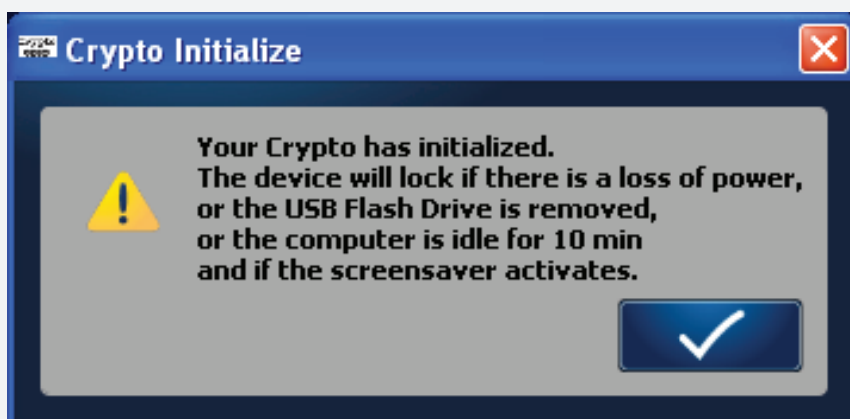 Crypto Initialize
Your Crypto has initialized.
The device will lock if there is a loss of power,
or the USB Flash Drive is removed,
or the computer is idle for 10 min
and if the screensaver activates.